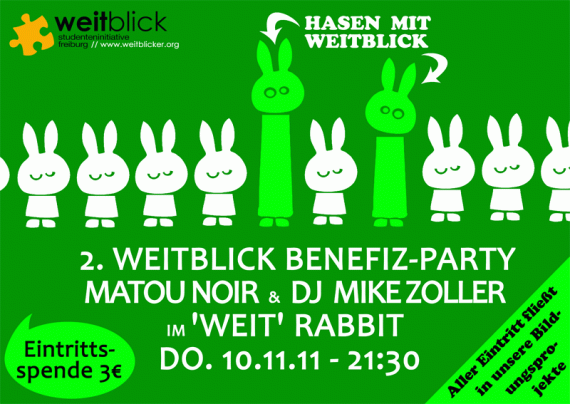 weitblick
studenteninitiative
freiburg // www.weitblicker.org
HASEN MIT
WEITBLICK
2. WEITBLICK BENEFIZ-PARTY
MATOU NOIR & DJ MIKE ZOLLER
IM 'WEIT' RABBIT
DO. 10.11.11 - 21:30
Eintritts-
spende 3€
Aller Eintritt fließt
in unsere Bild-
ungspro-
jekte